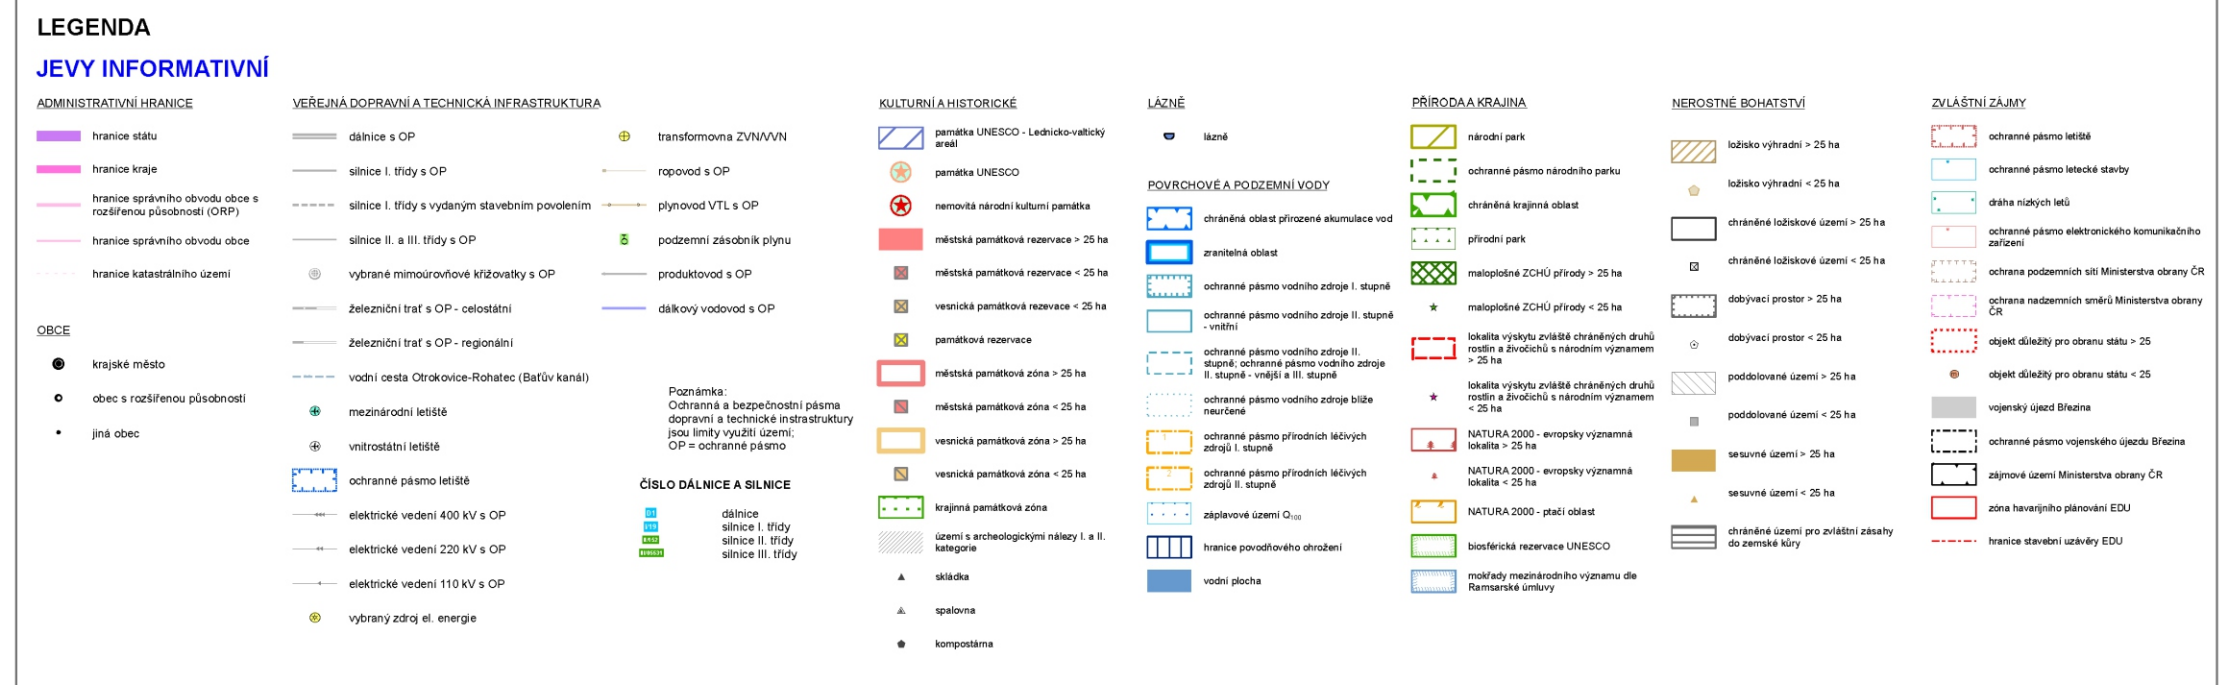 LEGENDA
JEVY INFORMATIVNÍ
ADMINISTRATIVNÍ HRANICE
hranice státu
hranice kraje
hranice správního obvodu obce s
rozšířenou působností (ORP)
hranice správního obvodu obce
hranice katastrálního území
OBCE
krajské město
obec s rozšířenou působností
jiná obec
VEŘEJNÁ DOPRAVNÍ A TECHNICKÁ INFRASTRUKTURA
dálnice s OP
silnice I. třídy s OP
silnice I. třídy s vydaným stavebním povolením
silnice II. a III. třídy s OP
vybrané mimoúrovňové křižovatky s OP
železniční trať s OP - celostátní
železniční trať s OP - regionální
vodní cesta Otrokovice-Rohatec (Baťův kanál)
mezinárodní letiště
vnitrostátní letiště
ochranné pásmo letiště
elektrické vedení 400 kV s OP
elektrické vedení 220 kV s OP
elektrické vedení 110 kV s OP
vybraný zdroj el. energie
transformovna ZVN/VVN
ropovod s OP
plynovod VTL s OP
podzemní zásobník plynu
produktovod s OP
dálkový vodovod s OP
Poznámka:
Ochranná a bezpečnostní pásma
dopravní a technické instrastruktury
jsou limity využití území;
OP = ochranné pásmo
ČÍSLO DÁLNICE A SILNICE
D1 dálnice
silnice I. třídy
silnice II. třídy
silnice III. třídy
KULTURNÍ A HISTORICKÉ
památka UNESCO - Lednicko-valtický
areál
památka UNESCO
nemovitá národní kulturní památka
městská památková rezervace > 25 ha
městská památková rezervace < 25 ha
vesnická památková rezevace < 25 ha
památková rezervace
městská památková zóna > 25 ha
městská památková zóna < 25 ha
vesnická památková zóna > 25 ha
vesnická památková zóna < 25 ha
krajinná památková zóna
území s archeologickými nálezy I. a II.
kategorie
skládka
spalovna
kompostárna
LÁZNĚ
lázně
POVRCHOVÉ A PODZEMNÍ VODY
chráněná oblast přirozené akumulace vod
zranitelná oblast
ochranné pásmo vodního zdroje I. stupně
ochranné pásmo vodního zdroje II. stupně
- vnitřní
ochranné pásmo vodního zdroje II.
stupně; ochranné pásmo vodního zdroje
II. stupně - vnější a III. stupně
ochranné pásmo vodního zdroje blíže
neurčené
1 ochranné pásmo přírodních léčivých
zdrojů I. stupně
2 ochranné pásmo přírodních léčivých
zdrojů II. stupně
záplavové území Q100
hranice povodňového ohrožení
vodní plocha
PŘÍRODA A KRAJINA
národní park
ochranné pásmo národního parku
chráněná krajinná oblast
přírodní park
maloplošné ZCHÚ přírody > 25 ha
maloplošné ZCHÚ přírody < 25 ha
lokalita výskytu zvláště chráněných druhů
rostlin a živočichů s národním významem
> 25 ha
lokalita výskytu zvláště chráněných druhů
rostlin a živočichů s národním významem
< 25 ha
NATURA 2000 - evropsky významná
lokalita > 25 ha
NATURA 2000 - evropsky významná
lokalita < 25 ha
NATURA 2000 - ptačí oblast
biosférická rezervace UNESCO
mokřady mezinárodního významu dle
Ramsarské úmluvy
NEROSTNÉ BOHATSTVÍ
ložisko výhradní > 25 ha
ložisko výhradní < 25 ha
chráněné ložiskové území > 25 ha
chráněné ložiskové území < 25 ha
dobývací prostor > 25 ha
dobývací prostor < 25 ha
poddolované území > 25 ha
poddolované území < 25 ha
sesuvné území > 25 ha
sesuvné území < 25 ha
chráněné území pro zvláštní zásahy
do zemské kůry
ZVLÁŠTNÍ ZÁJMY
ochranné pásmo letiště
ochranné pásmo letecké stavby
dráha nízkých letů
ochranné pásmo elektronického komunikačního
zařízení
ochrana podzemních sítí Ministerstva obrany ČR
ochrana nadzemních směrů Ministerstva obrany
ČR
objekt důležitý pro obranu státu > 25
objekt důležitý pro obranu státu < 25
vojenský újezd Březina
ochranné pásmo vojenského újezdu Březina
zájmové území Ministerstva obrany ČR
zóna havarijního plánování EDU
hranice stavební uzávěry EDU